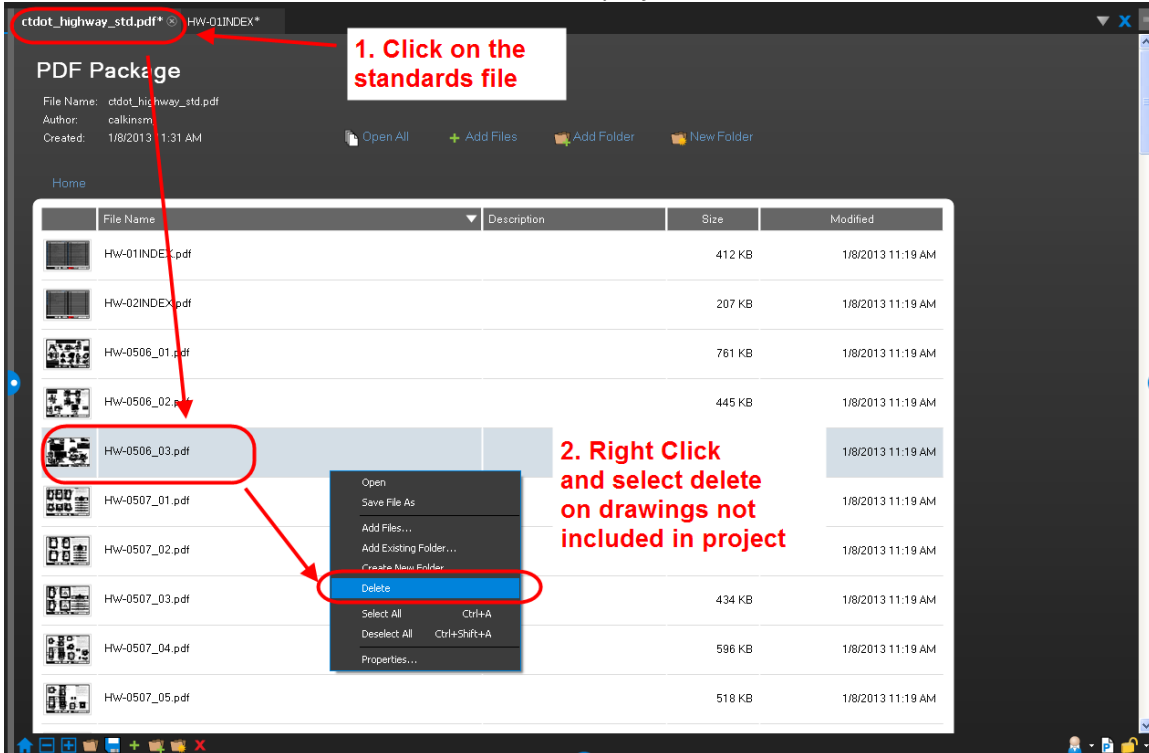 ctdot_highway_std.pdf* HW-01INDEX*
1. Click on the
standards file
PDF Package
File Name: ctdot_highway_std.pdf
Author: calkinsm
Created: 1/8/2013 11:31 AM
Open All Add Files Add Folder New Folder
Home
File Name Description Size Modified
HW-01INDEX.pdf 412 KB 1/8/2013 11:19 AM
HW-02INDEX.pdf 207 KB 1/8/2013 11:19 AM
HW-0506_01.pdf 761 KB 1/8/2013 11:19 AM
HW-0506_02.pdf 445 KB 1/8/2013 11:19 AM
HW-0506_03.pdf 1/8/2013 11:19 AM
2. Right Click
and select delete
on drawings not
included in project
HW-0507_01.pdf 1/8/2013 11:19 AM
HW-0507_02.pdf 1/8/2013 11:19 AM
HW-0507_03.pdf 434 KB 1/8/2013 11:19 AM
HW-0507_04.pdf 596 KB 1/8/2013 11:19 AM
HW-0507_05.pdf 518 KB 1/8/2013 11:19 AM
Open
Save File As
Add Files...
Add Existing Folder...
Create New Folder
Delete
Select All Ctrl+A
Deselect All Ctrl+Shift+A
Properties...